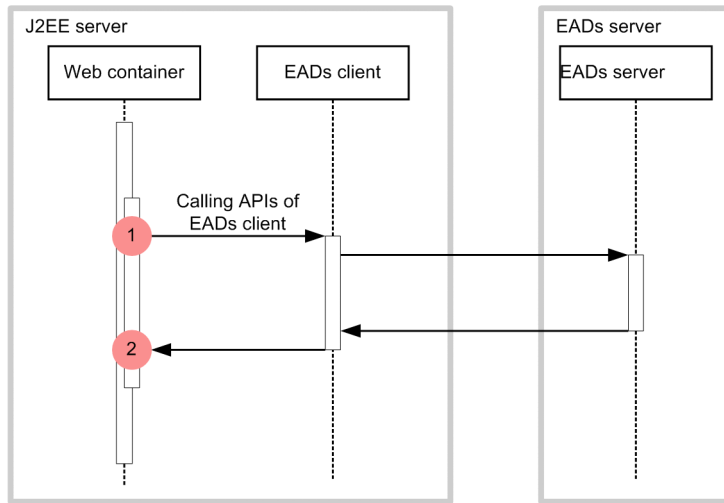 J2EE server
EADs server
Web container
EADs client
EADs server
Calling APIs of
EADs client
1
2